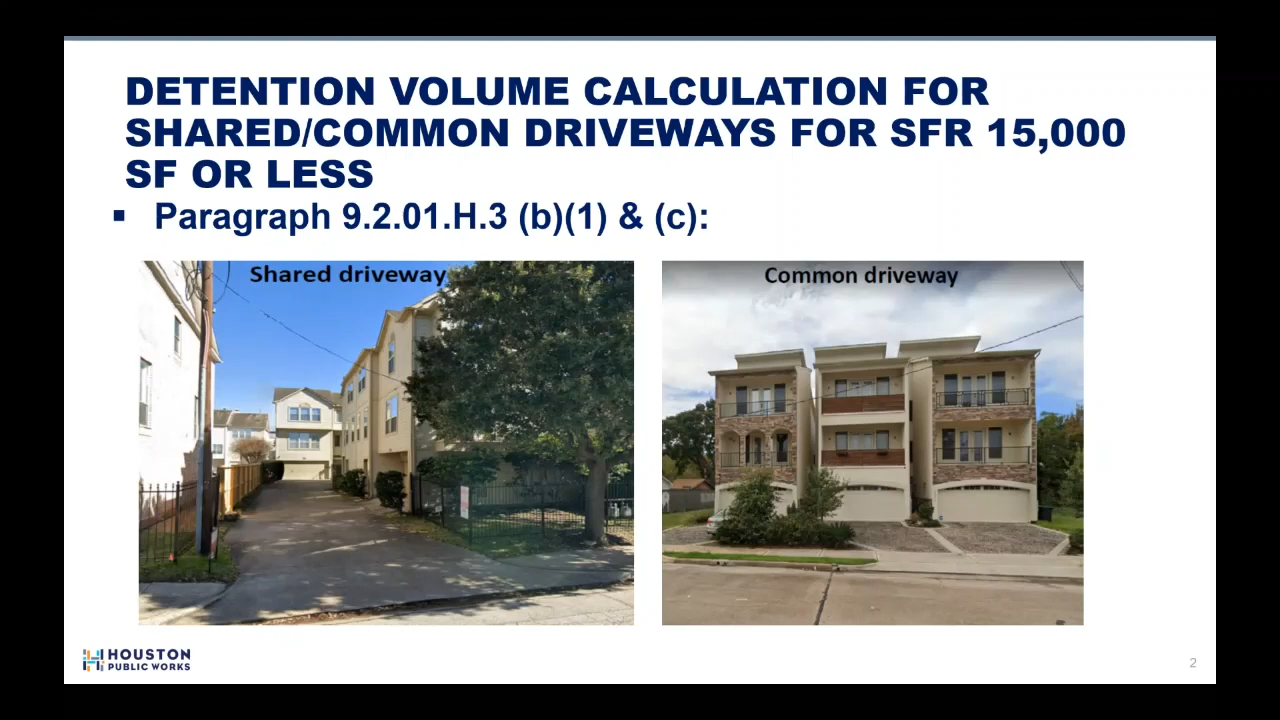 DETENTION VOLUME CALCULATION FOR
SHARED/COMMON DRIVEWAYS FOR SFR 15,000
SF OR LESS
▪ Paragraph 9.2.01.H.3 (b)(1) & (c):
Shared driveway
Common driveway
HOUSTON
PUBLIC WORKS
2